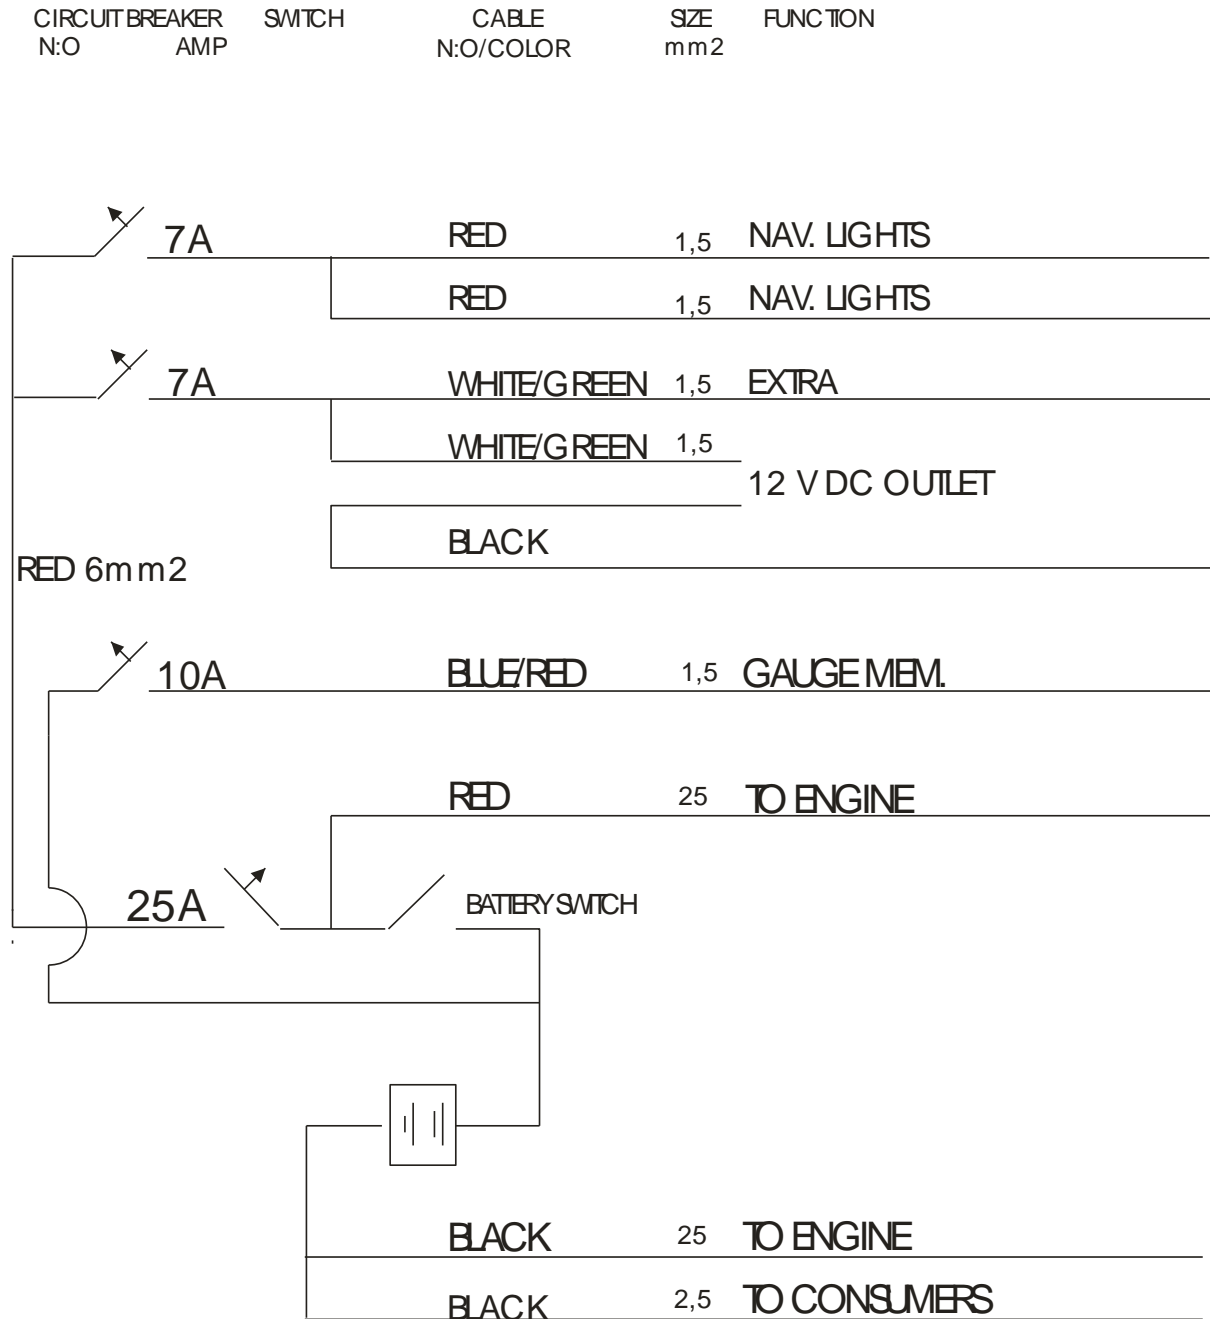 CIRCUIT BREAKER SWITCH CABLE SIZE FUNCTION
N:O AMP N:O/COLOR mm2
7A RED 1,5 NAV. LIGHTS
RED 1,5 NAV. LIGHTS
7A WHITE/GREEN 1,5 EXTRA
WHITE/GREEN 1,5
12 V DC OUTLET
BLACK
RED 6mm2
10A BLUE/RED 1,5 GAUGE MEM.
RED 25 TO ENGINE
25A BATTERY SWITCH
BLACK 25 TO ENGINE
BLACK 2,5 TO CONSUMERS